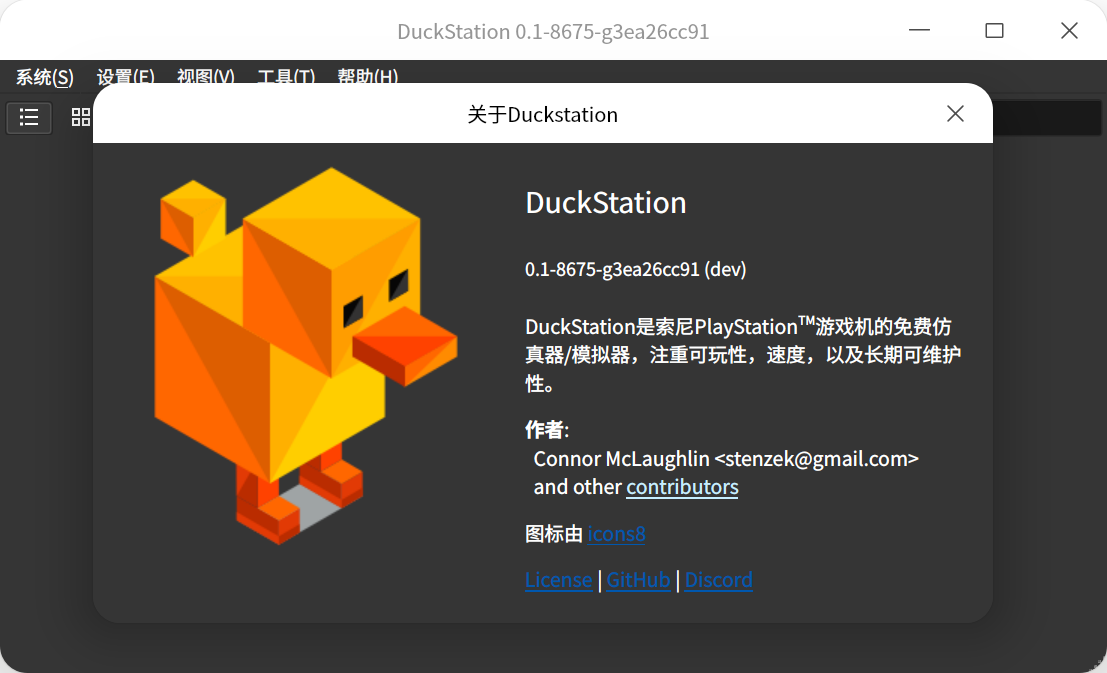 DuckStation 0.1-8675-g3ea26cc91
系统(S) 设置(E) 视图(V) 工具(T) 帮助(H)
关于Duckstation
DuckStation
0.1-8675-g3ea26cc91 (dev)
DuckStation是索尼PlayStationTM游戏机的免费仿
真器/模拟器，注重可玩性，速度，以及长期可维护
性。
作者:
Connor McLaughlin <stenzek@gmail.com>
and other contributors
图标由 icons8
License | GitHub | Discord